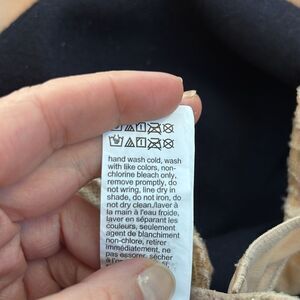 hand wash cold, wash
with like colors, non-
chlorine bleach only,
remove promptly, do
not wring, line dry in
shade, do not iron, do
not dry clean./laver à
la main à l'eau froide,
laver en séparant les
couleurs, seulement
agent de blanchiment
non-chlore, retirer
immédiatement, ne
pas essorer, sécher
à l'